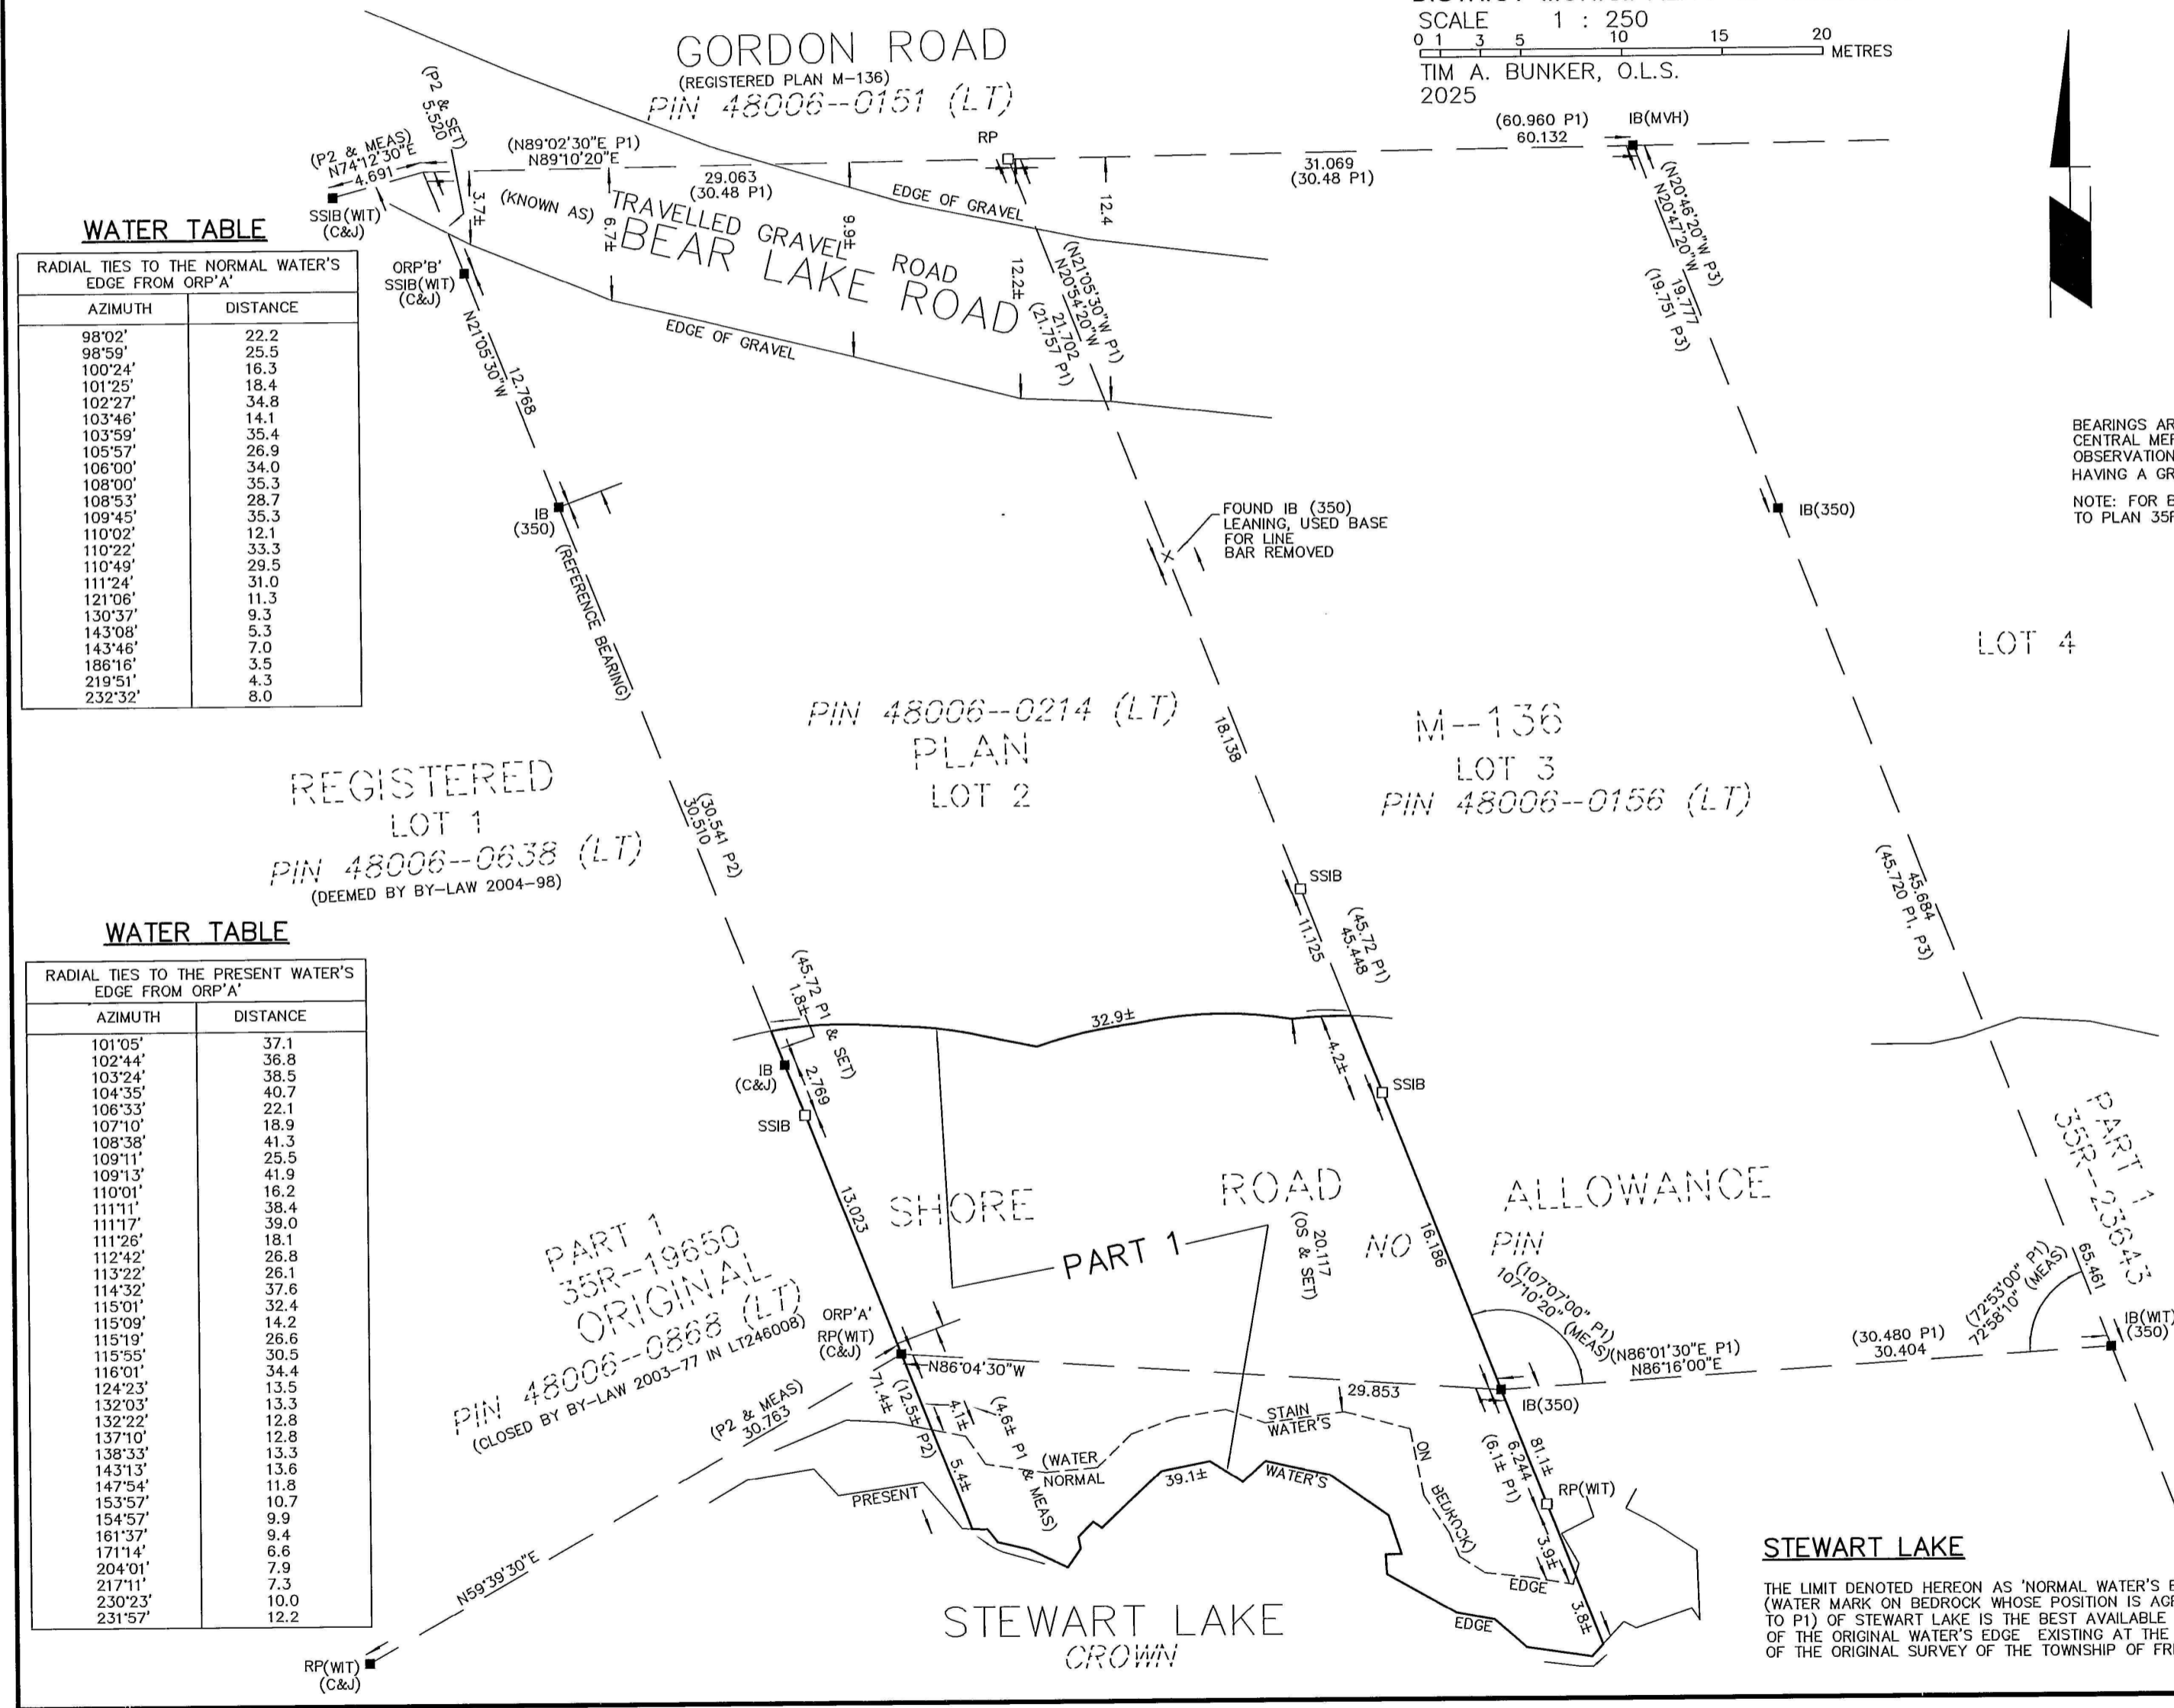 SCALE 1 : 250
0 1 3 5 10 15 20 METRES
TIM A. BUNKER, O.L.S.
2025
GORDON ROAD
(REGISTERED PLAN M-136)
PIN 48006--0151 (LT)
(P2 & SET)
5.520
(P2 & MEAS)
N74°12'30"E
4.691
SSIB(WIT)
(C&J)
(N89°02'30"E P1)
N89°10'20"E
29.063
(30.48 P1)
RP
31.069
(30.48 P1)
(60.960 P1)
60.132
IB(MVH)
3.7±
(KNOWN AS)
6.7±
TRAVELLED GRAVEL ROAD
BEAR LAKE ROAD
9.9±
EDGE OF GRAVEL
12.4
12.2±
EDGE OF GRAVEL
ORP'B'
SSIB(WIT)
(C&J)
N21°05'30"W
12.768
(N21°05'30"W P1)
N20°54'20"W
21.702
(21.757 P1)
(N20°46'20"W P3)
N20°47'20"W
19.777
(19.751 P3)
WATER TABLE
RADIAL TIES TO THE NORMAL WATER'S
EDGE FROM ORP'A'
AZIMUTH DISTANCE
98°02' 22.2
98°59' 25.5
100°24' 16.3
101°25' 18.4
102°27' 34.8
103°46' 14.1
103°59' 35.4
105°57' 26.9
106°00' 34.0
108°00' 35.3
108°53' 28.7
109°45' 35.3
110°02' 12.1
110°22' 33.3
110°49' 29.5
111°24' 31.0
121°06' 11.3
130°37' 9.3
143°08' 5.3
143°46' 7.0
186°16' 3.5
219°51' 4.3
232°32' 8.0
IB
(350)
(REFERENCE BEARING)
FOUND IB (350)
LEANING, USED BASE
FOR LINE
BAR REMOVED
IB(350)
BEARINGS AR
CENTRAL MER
OBSERVATION
HAVING A GR
NOTE: FOR B
TO PLAN 35R
LOT 4
REGISTERED
LOT 1
PIN 48006--0638 (LT)
(DEEMED BY BY-LAW 2004-98)
(30.541 P2)
30.510
PIN 48006--0214 (LT)
PLAN
LOT 2
18.138
M--136
LOT 3
PIN 48006--0156 (LT)
SSIB
11.125
(45.72 P1)
45.448
45.684
(45.720 P1, P3)
WATER TABLE
RADIAL TIES TO THE PRESENT WATER'S
EDGE FROM ORP'A'
AZIMUTH DISTANCE
101°05' 37.1
102°44' 36.8
103°24' 38.5
104°35' 40.7
106°33' 22.1
107°10' 18.9
108°38' 41.3
109°11' 25.5
109°13' 41.9
110°01' 16.2
111°11' 38.4
111°17' 39.0
111°26' 18.1
112°42' 26.8
113°22' 26.1
114°32' 37.6
115°01' 32.4
115°09' 14.2
115°19' 26.6
115°55' 30.5
116°01' 34.4
124°23' 13.5
132°03' 13.3
132°22' 12.8
137°10' 12.8
138°33' 13.3
143°13' 13.6
147°54' 11.8
153°57' 10.7
154°57' 9.9
161°37' 9.4
171°14' 6.6
204°01' 7.9
217°11' 7.3
230°23' 10.0
231°57' 12.2
(45.72 P1 & SET)
1.8±
IB
(C&J)
2.769
SSIB
32.9±
4.2±
SSIB
13.023
SHORE ROAD ALLOWANCE
PART 1
20.117
(OS & SET)
NO PIN
16.186
PART 1
35R-23643
65.461
PART 1
35R--19650
ORIGINAL
PIN 48006--0868 (LT)
(CLOSED BY BY-LAW 2003-77 IN LT246008)
ORP'A'
RP(WIT)
(C&J)
N86°04'30"W
29.853
(107°07'00" P1)
107°10'20" (MEAS)
(N86°01'30"E P1)
N86°16'00"E
(30.480 P1)
30.404
(72°53'00" P1)
72°58'10" (MEAS)
IB(WIT)
(350)
IB(350)
(P2 & MEAS)
30.763
71.4±
(12.5± P2)
4.1±
(4.6± P1 & MEAS)
5.4±
(WATER STAIN ON BEDROCK)
NORMAL WATER'S EDGE
PRESENT WATER'S EDGE
39.1±
81.1±
6.244
(6.1± P1)
RP(WIT)
3.9±
3.8±
N59°39'30"E
RP(WIT)
(C&J)
STEWART LAKE
CROWN
STEWART LAKE
THE LIMIT DENOTED HEREON AS 'NORMAL WATER'S E
(WATER MARK ON BEDROCK WHOSE POSITION IS AGR
TO P1) OF STEWART LAKE IS THE BEST AVAILABLE
OF THE ORIGINAL WATER'S EDGE EXISTING AT THE
OF THE ORIGINAL SURVEY OF THE TOWNSHIP OF FR